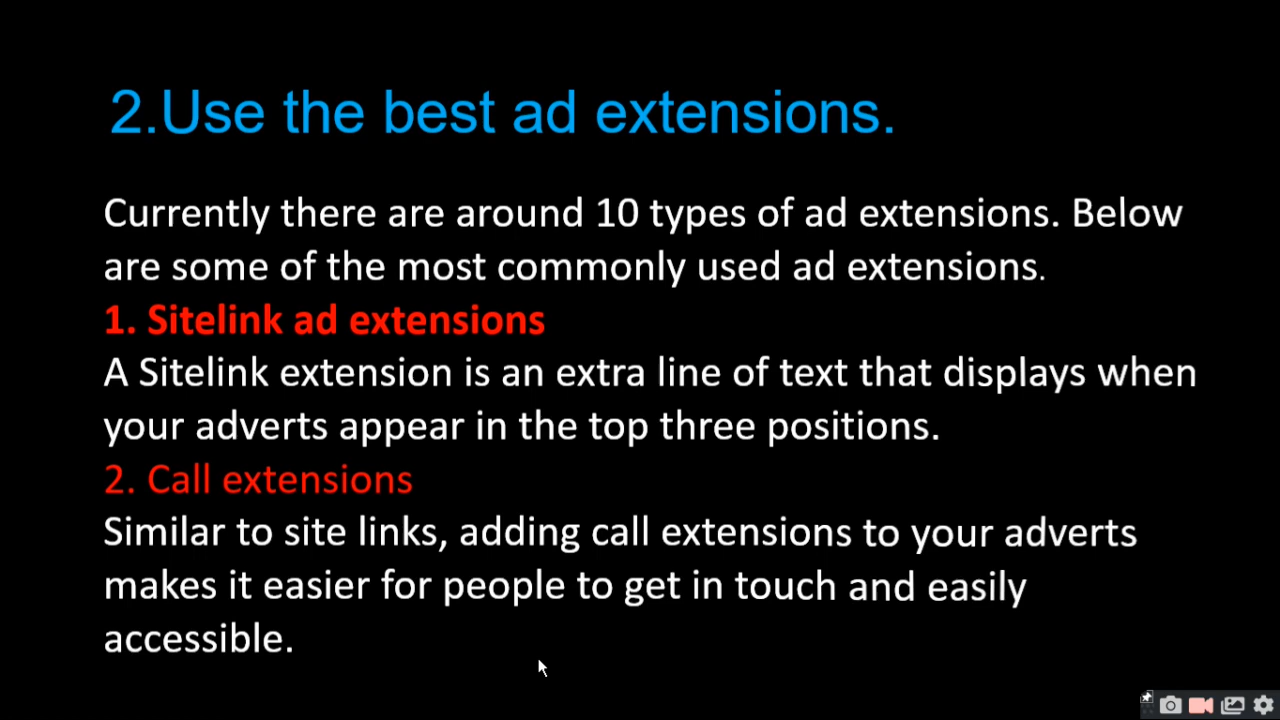 2.Use the best ad extensions.
Currently there are around 10 types of ad extensions. Below
are some of the most commonly used ad extensions.
1. Sitelink ad extensions
A Sitelink extension is an extra line of text that displays when
your adverts appear in the top three positions.
2. Call extensions
Similar to site links, adding call extensions to your adverts
makes it easier for people to get in touch and easily
accessible.